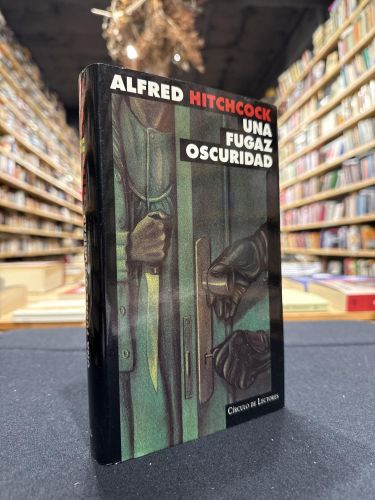 ALFRED HITCHCOCK
UNA
FUGAZ
OSCURIDAD
CÍRCULO DE LECTORES